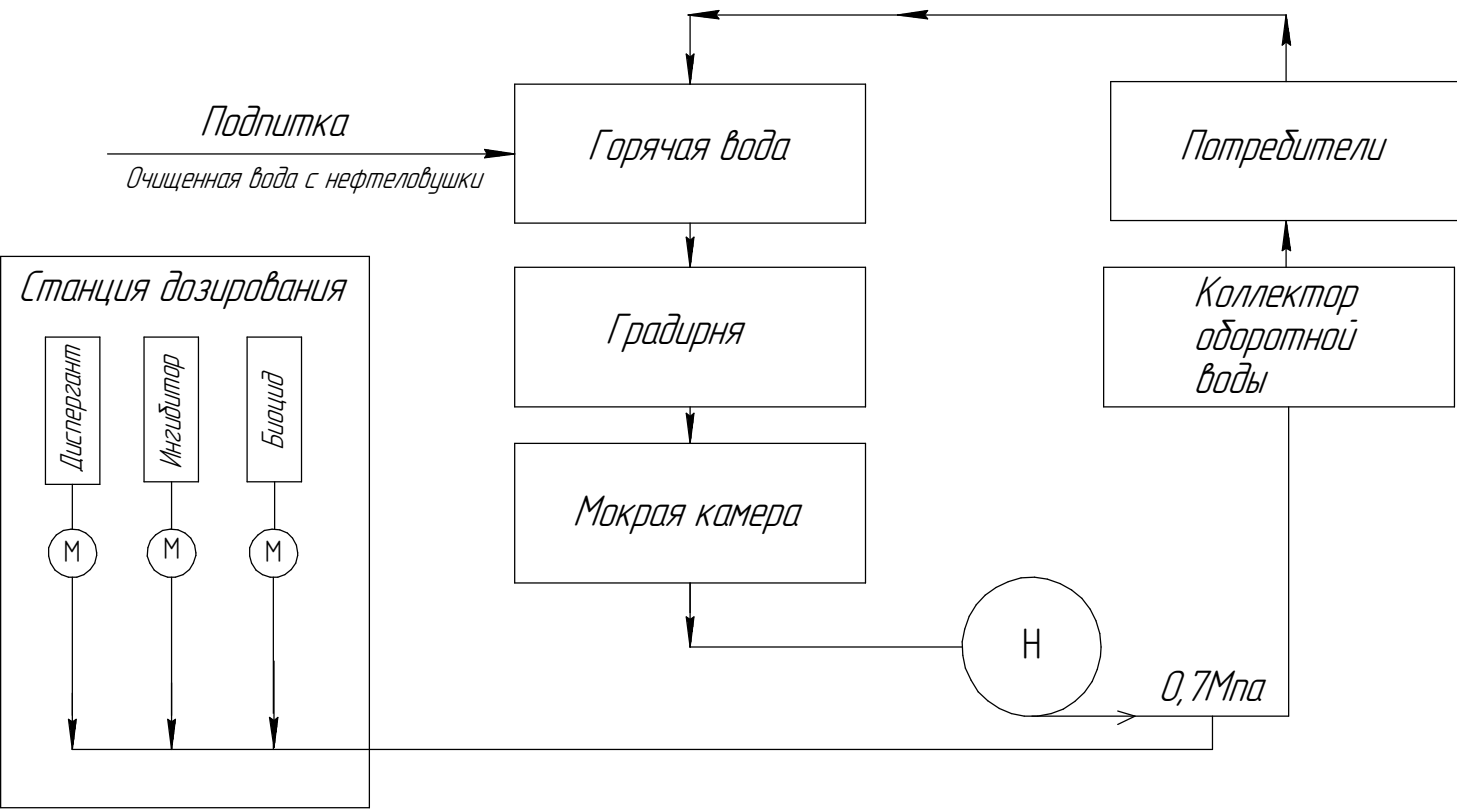 Подпитка
Очищенная вода с нефтеловушки
Горячая вода
Потребители
Станция дозирования
Диспергант
Ингибитор
Биоцид
М
М
М
Градирня
Коллектор
оборотной
воды
Мокрая камера
Н
0,7Мпа